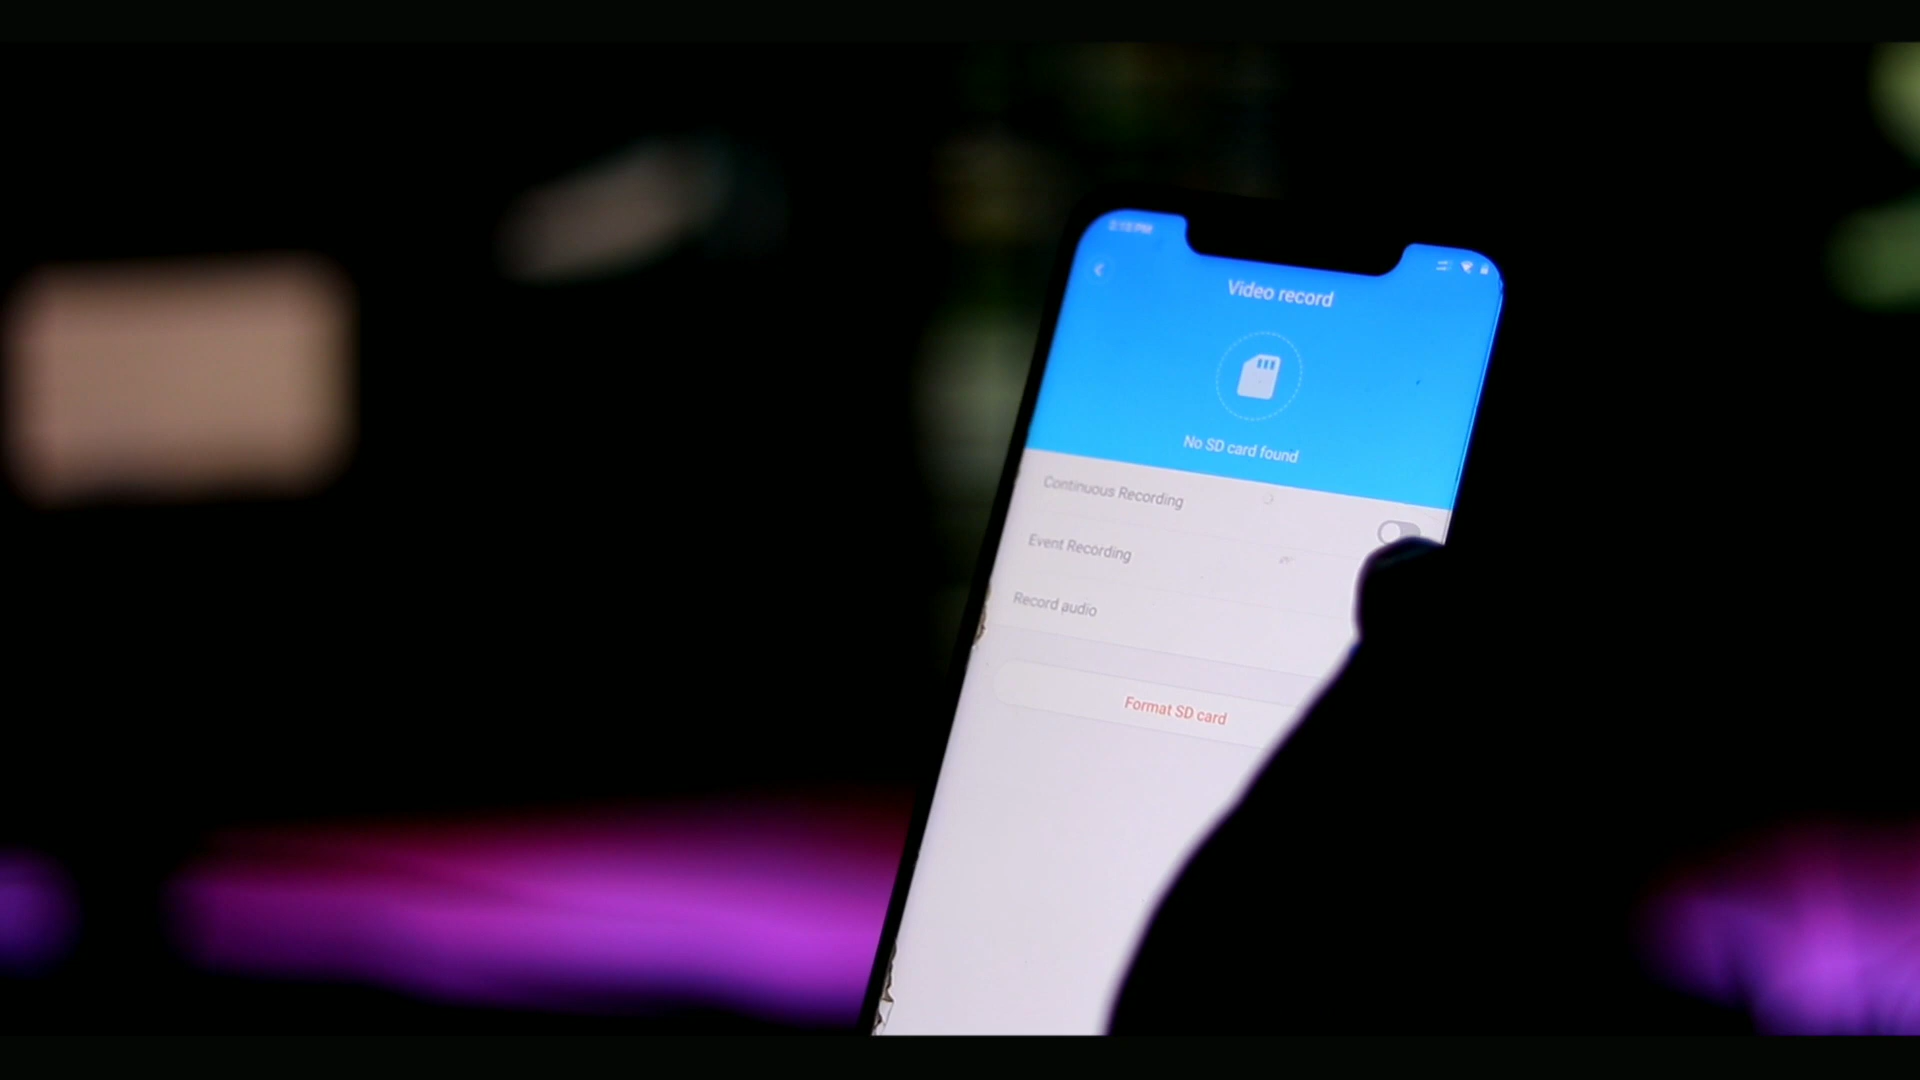 Video record
No SD card found
Continuous Recording
Event Recording
Record audio
Format SD card